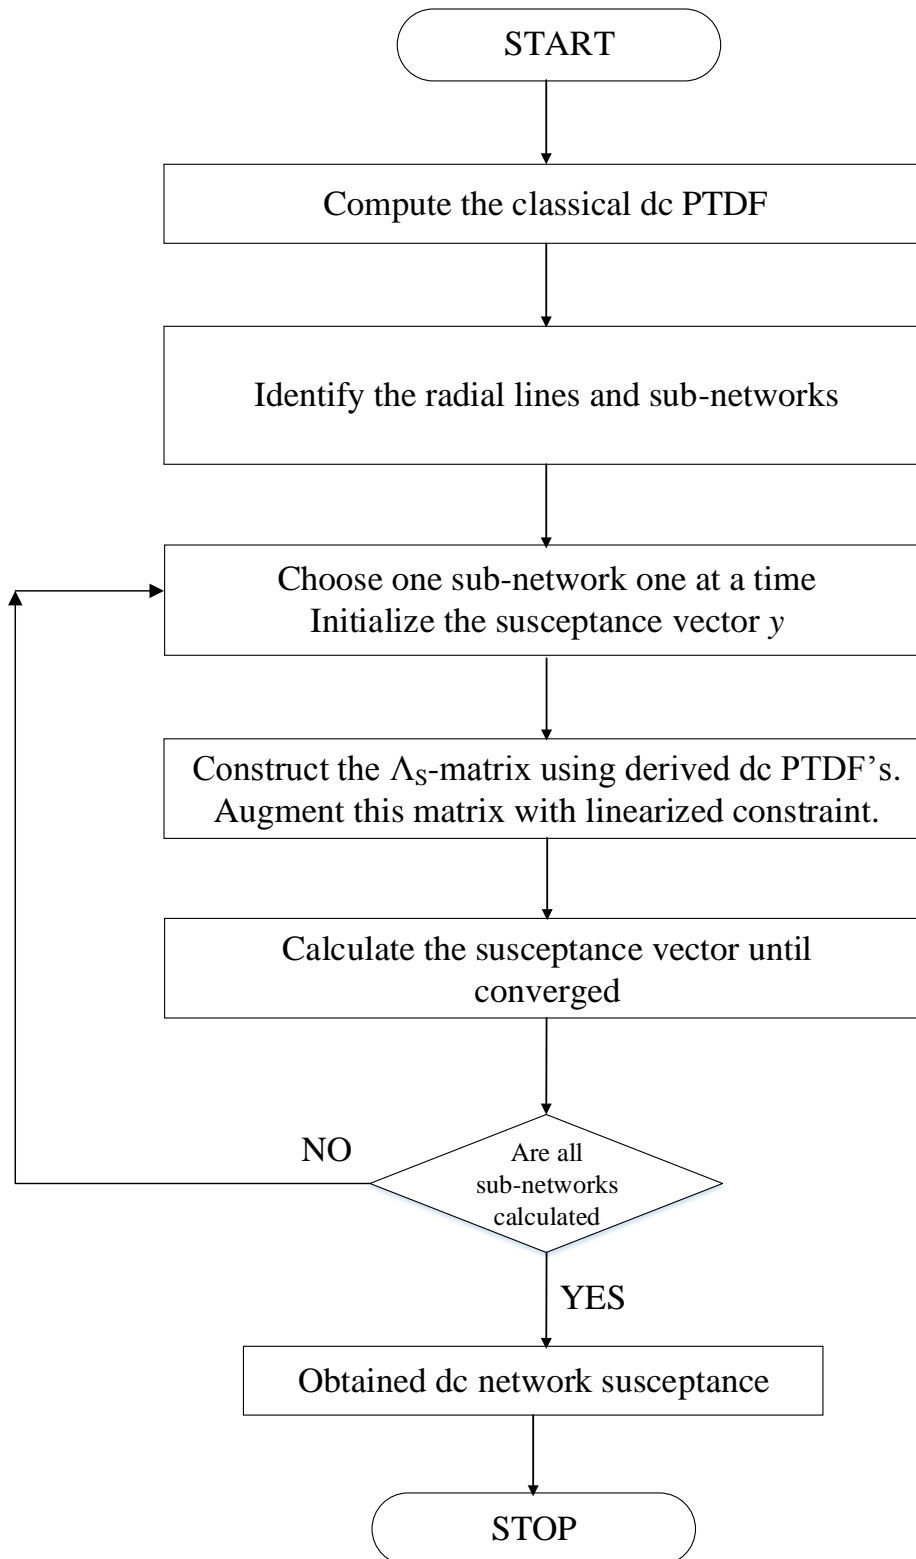 START
Compute the classical dc PTDF
Identify the radial lines and sub-networks
Choose one sub-network one at a time
Initialize the susceptance vector y
Construct the ΛS-matrix using derived dc PTDF’s.
Augment this matrix with linearized constraint.
Calculate the susceptance vector until
converged
NO
Are all
sub-networks
calculated
YES
Obtained dc network susceptance
STOP